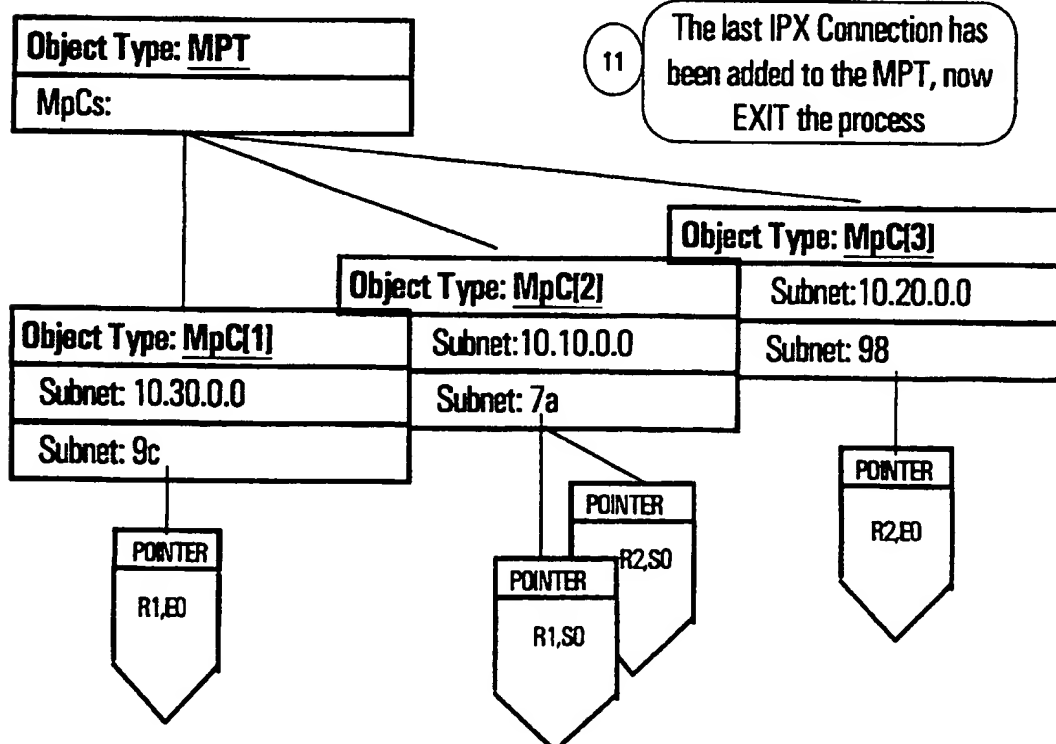 Object Type: MPT
MpCs:
11
The last IPX Connection has
been added to the MPT, now
EXIT the process
Object Type: MpC[3]
Subnet:10.20.0.0
Subnet: 98
Object Type: MpC[2]
Subnet:10.10.0.0
Subnet: 7a
Object Type: MpC[1]
Subnet: 10.30.0.0
Subnet: 9c
POINTER
R1,E0
POINTER
R1,S0
POINTER
R2,S0
POINTER
R2,E0